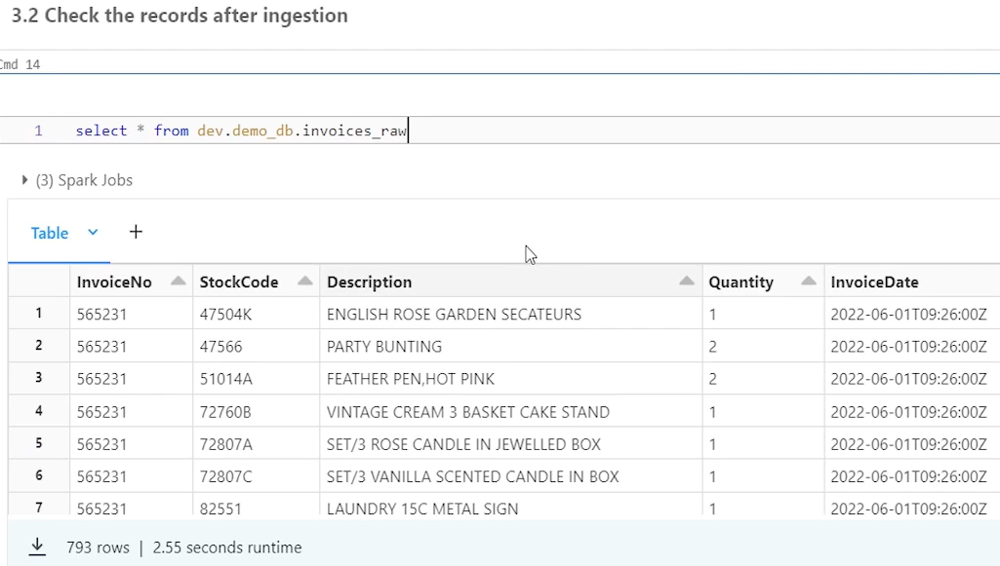 3.2 Check the records after ingestion
Cmd 14
1 select * from dev.demo_db.invoices_raw
(3) Spark Jobs
Table +
InvoiceNo StockCode Description Quantity InvoiceDate
1 565231 47504K ENGLISH ROSE GARDEN SECATEURS 1 2022-06-01T09:26:00Z
2 565231 47566 PARTY BUNTING 2 2022-06-01T09:26:00Z
3 565231 51014A FEATHER PEN,HOT PINK 2 2022-06-01T09:26:00Z
4 565231 72760B VINTAGE CREAM 3 BASKET CAKE STAND 1 2022-06-01T09:26:00Z
5 565231 72807A SET/3 ROSE CANDLE IN JEWELLED BOX 1 2022-06-01T09:26:00Z
6 565231 72807C SET/3 VANILLA SCENTED CANDLE IN BOX 1 2022-06-01T09:26:00Z
7 565231 82551 LAUNDRY 15C METAL SIGN 1 2022-06-01T09:26:00Z
793 rows | 2.55 seconds runtime